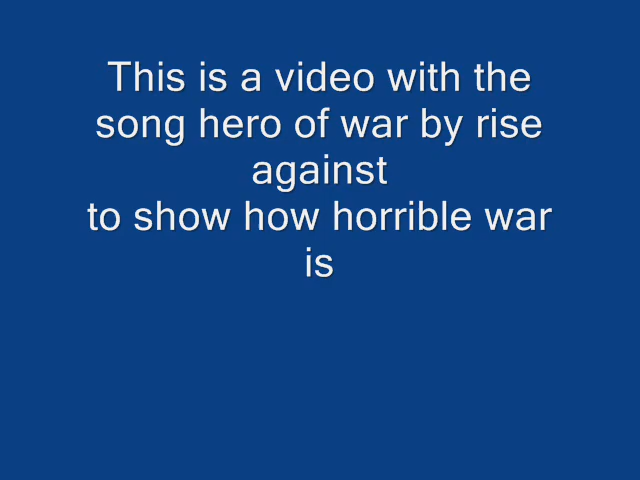 This is a video with the
song hero of war by rise
against
to show how horrible war
is